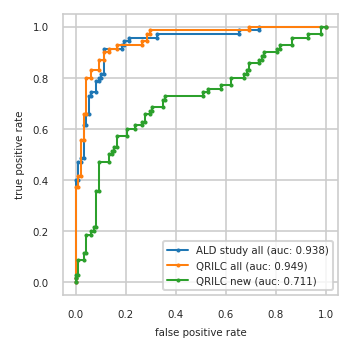 1.0
0.8
0.6
0.4
0.2
0.0
true positive rate
ALD study all (auc: 0.938)
QRILC all (auc: 0.949)
QRILC new (auc: 0.711)
0.0 0.2 0.4 0.6 0.8 1.0
false positive rate